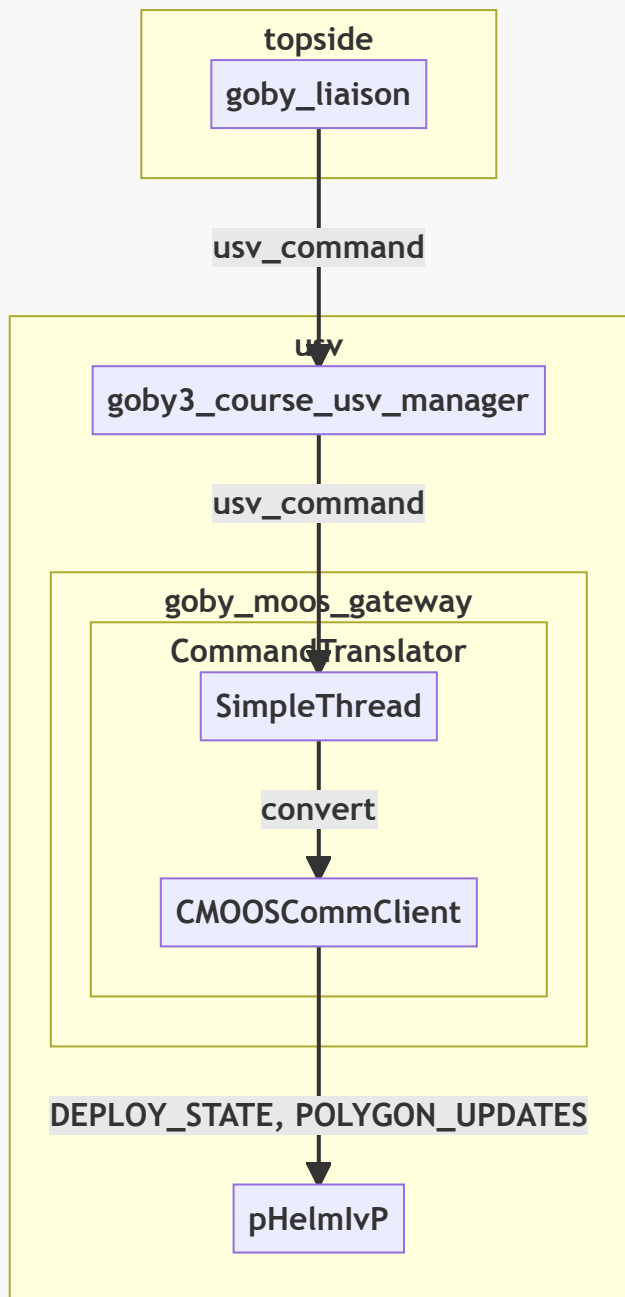 topside
goby_liaison
usv_command
usv
goby3_course_usv_manager
usv_command
goby_moos_gateway
CommandTranslator
SimpleThread
convert
CMOOSCommClient
DEPLOY_STATE, POLYGON_UPDATES
pHelmIvP